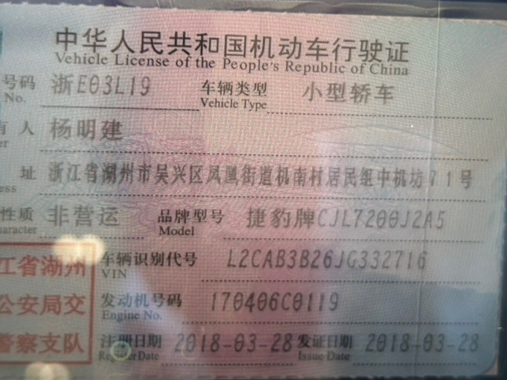 中华人民共和国机动车行驶证
Vehicle License of the People's Republic of China
号码 浙E03L19 车辆类型 小型轿车
No. Vehicle Type
人 杨明建
址 浙江省湖州市吴兴区凤凰街道机南村居民组中机坊71号
ess
性质 非营运 品牌型号 捷豹牌CJL7200J2A5
haracter Model
江省湖州 车辆识别代号 L2CAB3B26JG332716
VIN
公安局交 发动机号码 170406C0119
Engine No.
警察支队 注册日期 2018-03-28 发证日期 2018-03-28
Register Date Issue Date